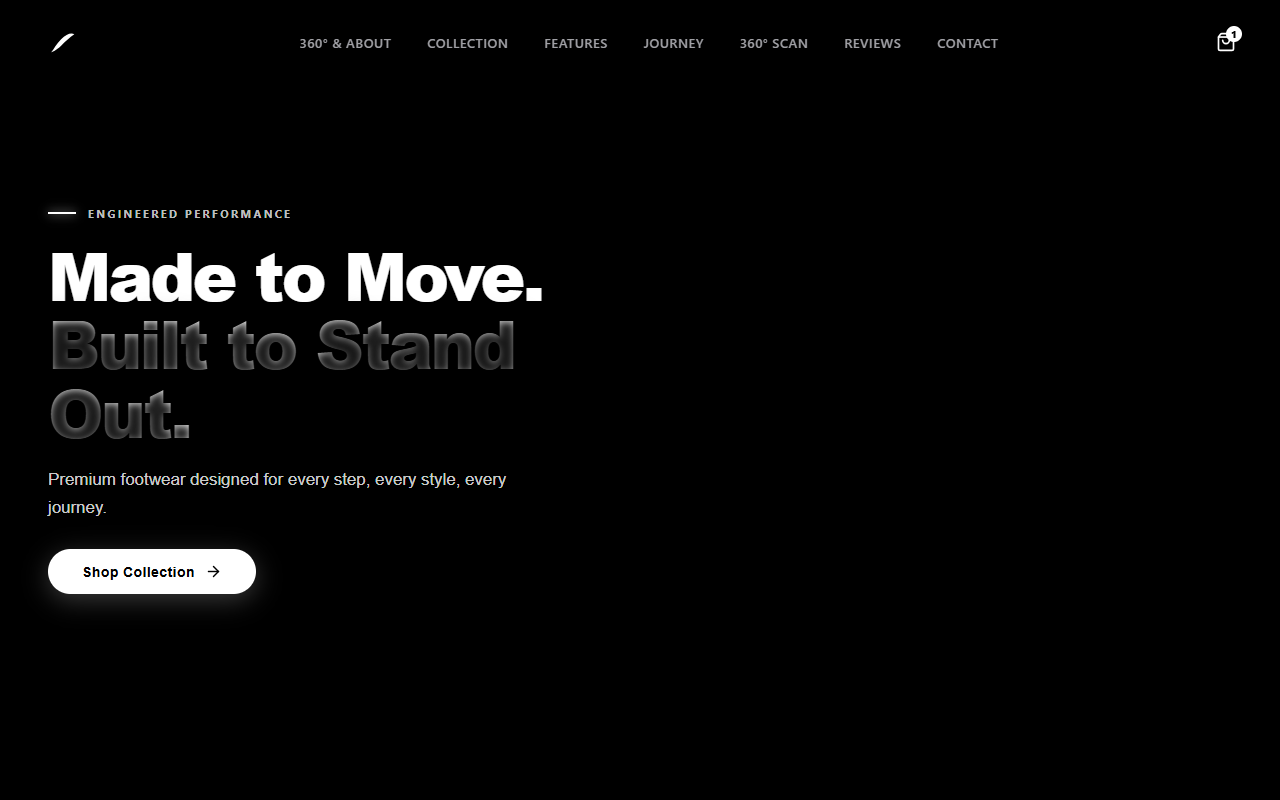 360° & ABOUT
COLLECTION
FEATURES
JOURNEY
360° SCAN
REVIEWS
CONTACT
1
ENGINEERED PERFORMANCE
Made to Move.
Built to Stand
Out.
Premium footwear designed for every step, every style, every
journey.
Shop Collection